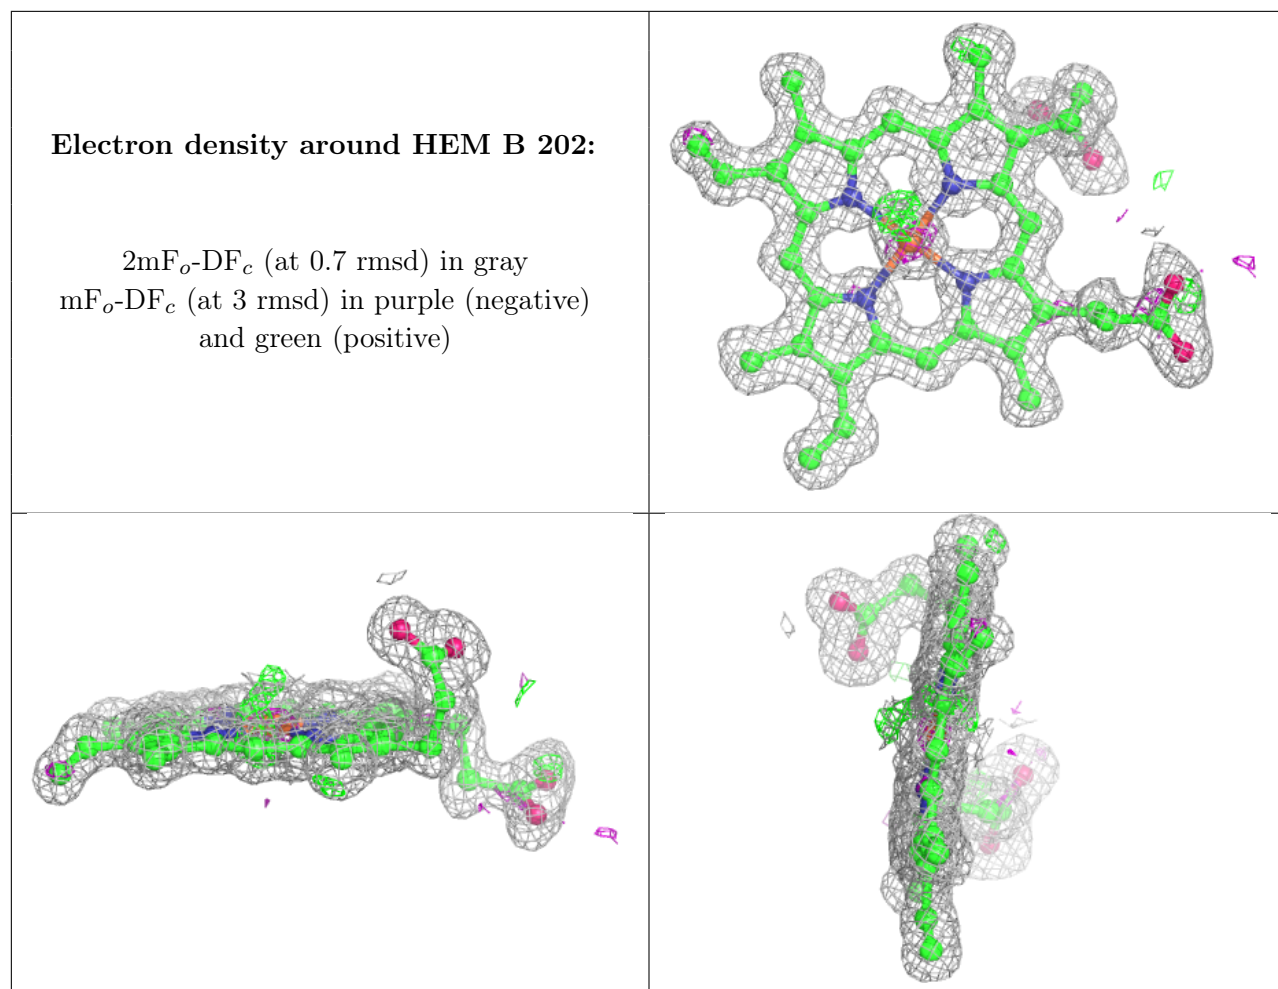 Electron density around HEM B 202:
2mFo-DFc (at 0.7 rmsd) in gray
mFo-DFc (at 3 rmsd) in purple (negative)
and green (positive)